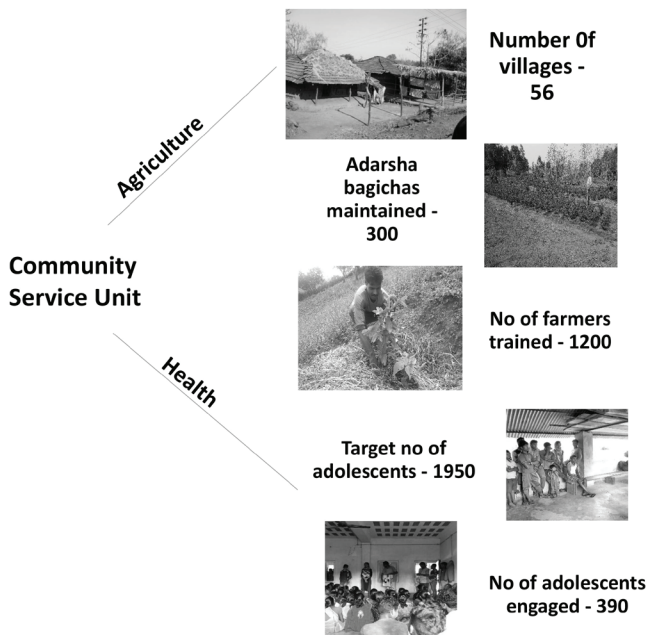 Number 0f
villages -
56
Agriculture
Adarsha
bagichas
maintained -
300
Community
Service Unit
No of farmers
trained - 1200
Health
Target no of
adolescents - 1950
No of adolescents
engaged - 390